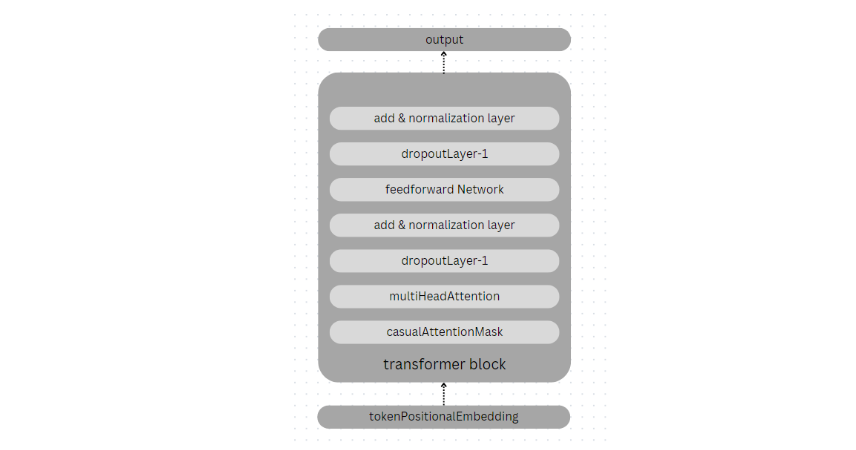 output
add & normalization layer
dropoutLayer-1
feedforward Network
add & normalization layer
dropoutLayer-1
multiHeadAttention
casualAttentionMask
transformer block
tokenPositionalEmbedding